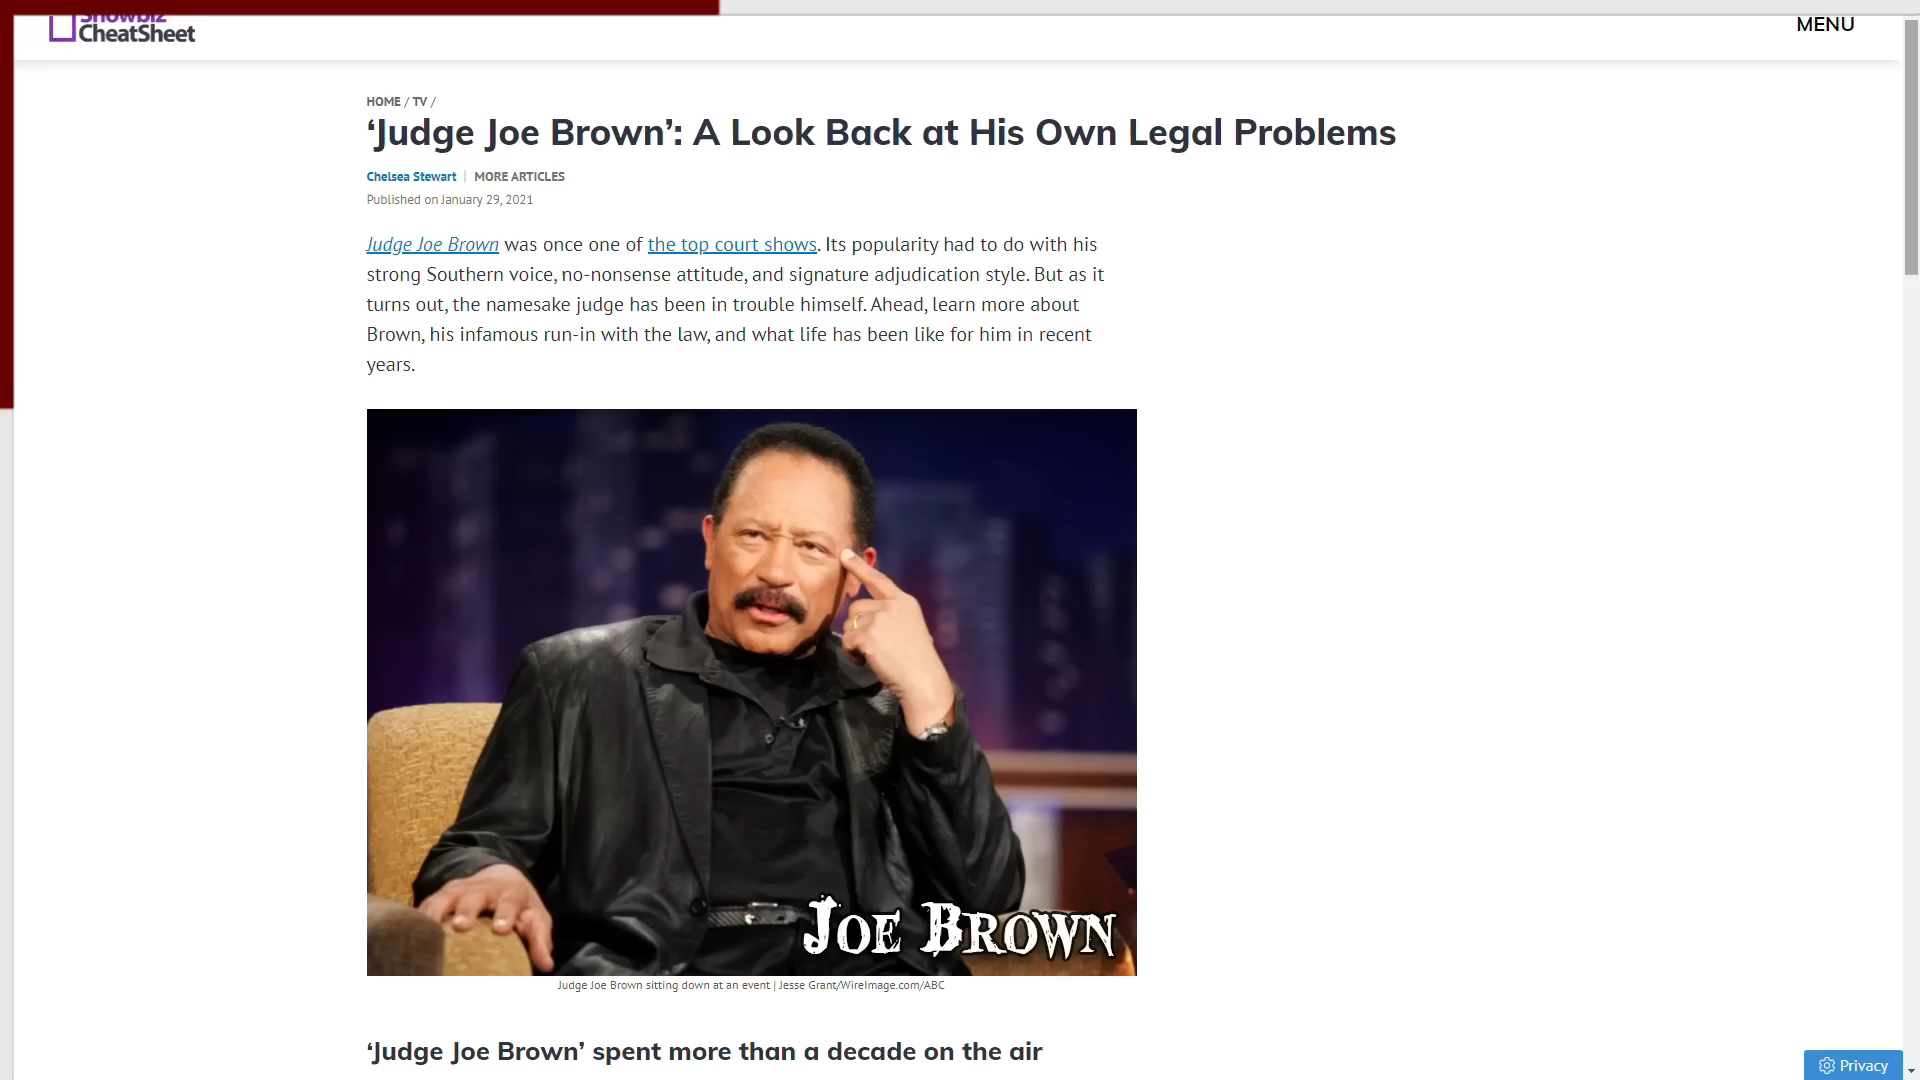 Showbiz
CheatSheet
MENU
HOME / TV /
‘Judge Joe Brown’: A Look Back at His Own Legal Problems
Chelsea Stewart | MORE ARTICLES
Published on January 29, 2021
Judge Joe Brown was once one of the top court shows. Its popularity had to do with his
strong Southern voice, no-nonsense attitude, and signature adjudication style. But as it
turns out, the namesake judge has been in trouble himself. Ahead, learn more about
Brown, his infamous run-in with the law, and what life has been like for him in recent
years.
JOE BROWN
Judge Joe Brown sitting down at an event | Jesse Grant/WireImage.com/ABC
‘Judge Joe Brown’ spent more than a decade on the air
Privacy